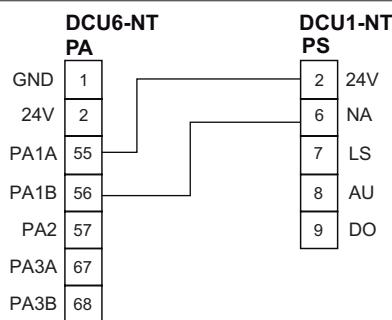 DCU6-NT DCU1-NT
PA PS
GND 1 2 24V
24V 2 6 NA
PA1A 55 7 LS
PA1B 56 8 AU
PA2 57 9 DO
PA3A 67
PA3B 68